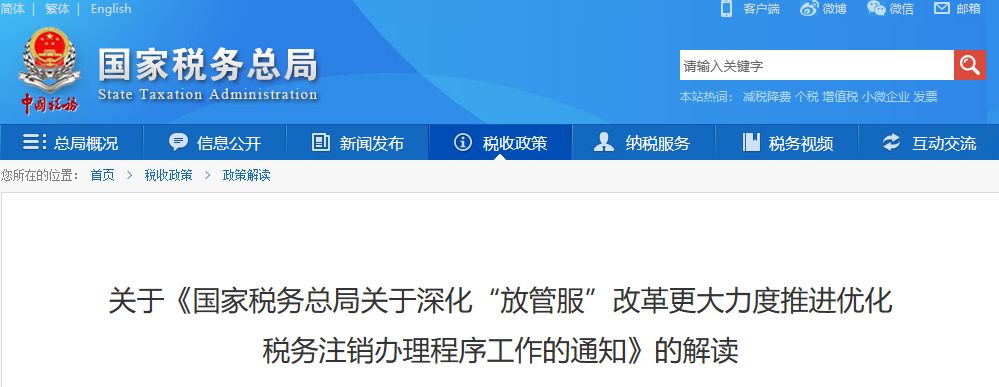 简体 | 繁体 | English
客户端 微博 微信 邮箱
中国税务
国家税务总局
State Taxation Administration
请输入关键字
本站热词： 减税降费 个税 增值税 小微企业 发票
总局概况 信息公开 新闻发布 税收政策 纳税服务 税务视频 互动交流
您所在的位置： 首页 > 税收政策 > 政策解读
关于《国家税务总局关于深化“放管服”改革更大力度推进优化
税务注销办理程序工作的通知》的解读